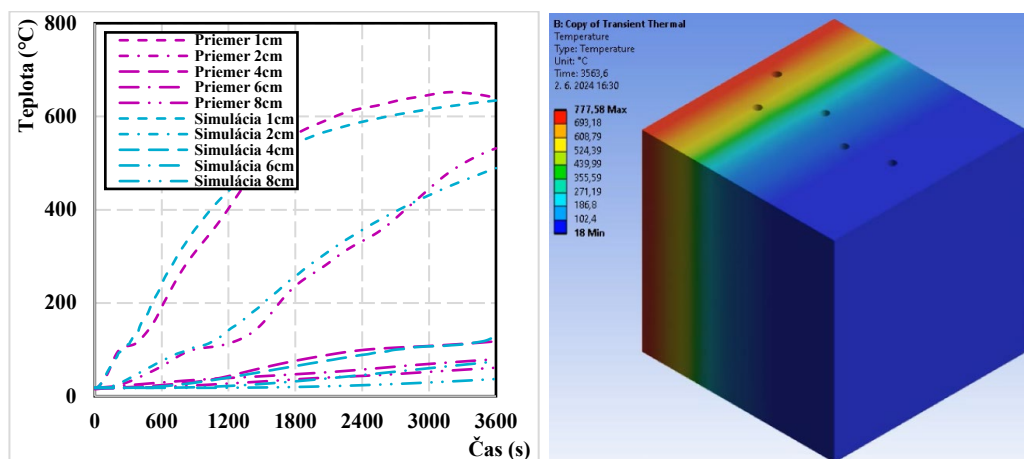 Teplota (°C)
800
600
400
200
0
Priemer 1cm
Priemer 2cm
Priemer 4cm
Priemer 6cm
Priemer 8cm
Simulácia 1cm
Simulácia 2cm
Simulácia 4cm
Simulácia 6cm
Simulácia 8cm
0 600 1200 1800 2400 3000 3600
Čas (s)
B: Copy of Transient Thermal
Temperature
Type: Temperature
Unit: °C
Time: 3563,6
2. 6. 2024 16:30
777,58 Max
693,18
608,79
524,39
439,99
355,59
271,19
186,8
102,4
18 Min